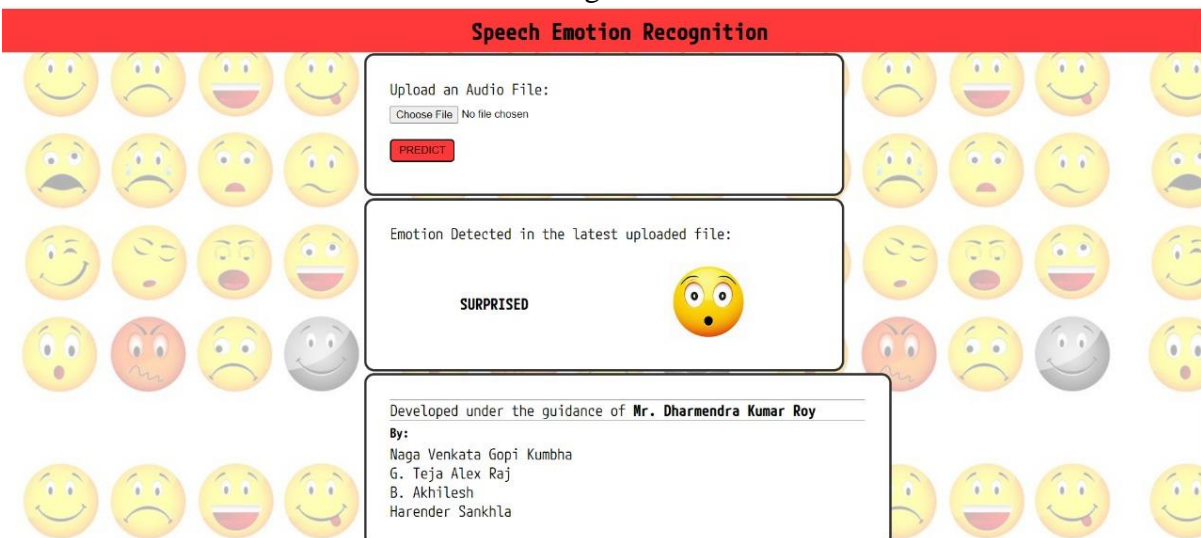 Speech Emotion Recognition
Upload an Audio File:
Choose File No file chosen
PREDICT
Emotion Detected in the latest uploaded file:
SURPRISED
Developed under the guidance of Mr. Dharmendra Kumar Roy
By:
Naga Venkata Gopi Kumbha
G. Teja Alex Raj
B. Akhilesh
Harender Sankhla